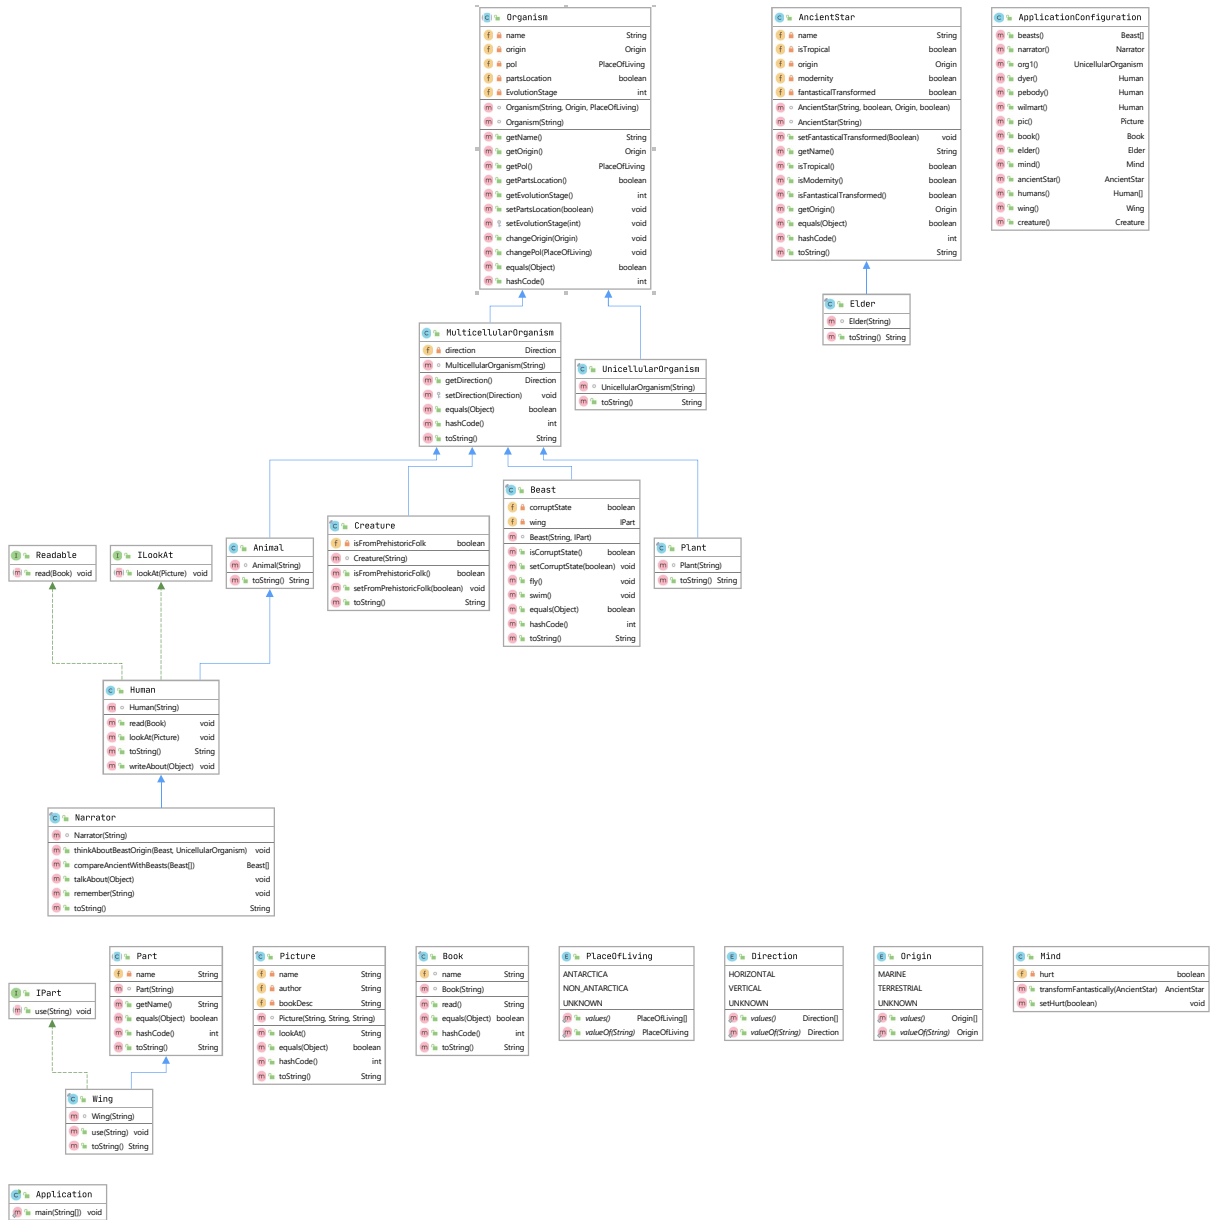 Organism
name String
origin Origin
pol PlaceOfLiving
partsLocation boolean
EvolutionStage int
Organism(String, Origin, PlaceOfLiving)
Organism(String)
getName() String
getOrigin() Origin
getPol() PlaceOfLiving
getPartsLocation() boolean
getEvolutionStage() int
setPartsLocation(boolean) void
setEvolutionStage(int) void
changeOrigin(Origin) void
changePol(PlaceOfLiving) void
equals(Object) boolean
hashCode() int
AncientStar
name String
isTropical boolean
origin Origin
modernity boolean
fantasticalTransformed boolean
AncientStar(String, boolean, Origin, boolean)
AncientStar(String)
setFantasticalTransformed(Boolean) void
getName() String
isTropical() boolean
isModernity() boolean
isFantasticalTransformed() boolean
getOrigin() Origin
equals(Object) boolean
hashCode() int
toString() String
ApplicationConfiguration
beasts() Beast[]
narrator() Narrator
org1() UnicellularOrganism
dyer() Human
pebody() Human
wilmart() Human
pic() Picture
book() Book
elder() Elder
mind() Mind
ancientStar() AncientStar
humans() Human[]
wing() Wing
creature() Creature
Elder
Elder(String)
toString() String
MulticellularOrganism
direction Direction
MulticellularOrganism(String)
getDirection() Direction
setDirection(Direction) void
equals(Object) boolean
hashCode() int
toString() String
UnicellularOrganism
UnicellularOrganism(String)
toString() String
Readable
read(Book) void
ILookAt
lookAt(Picture) void
Animal
Animal(String)
toString() String
Creature
isFromPrehistoricFolk boolean
Creature(String)
isFromPrehistoricFolk() boolean
setFromPrehistoricFolk(boolean) void
toString() String
Beast
corruptState boolean
wing IPart
Beast(String, IPart)
isCorruptState() boolean
setCorruptState(boolean) void
fly() void
swim() void
equals(Object) boolean
hashCode() int
toString() String
Plant
Plant(String)
toString() String
Human
Human(String)
read(Book) void
lookAt(Picture) void
toString() String
writeAbout(Object) void
Narrator
Narrator(String)
thinkAboutBeastOrigin(Beast, UnicellularOrganism) void
compareAncientWithBeasts(Beast[]) Beast[]
talkAbout(Object) void
remember(String) void
toString() String
IPart
use(String) void
Part
name String
Part(String)
getName() String
equals(Object) boolean
hashCode() int
toString() String
Picture
name String
author String
bookDesc String
Picture(String, String, String)
lookAt() String
equals(Object) boolean
hashCode() int
toString() String
Book
name String
Book(String)
read() String
equals(Object) boolean
hashCode() int
toString() String
PlaceOfLiving
ANTARCTICA
NON_ANTARCTICA
UNKNOWN
values() PlaceOfLiving[]
valueOf(String) PlaceOfLiving
Direction
HORIZONTAL
VERTICAL
UNKNOWN
values() Direction[]
valueOf(String) Direction
Origin
MARINE
TERRESTRIAL
UNKNOWN
values() Origin[]
valueOf(String) Origin
Mind
hurt boolean
transformFantastically(AncientStar) AncientStar
setHurt(boolean) void
Wing
Wing(String)
use(String) void
toString() String
Application
main(String[]) void